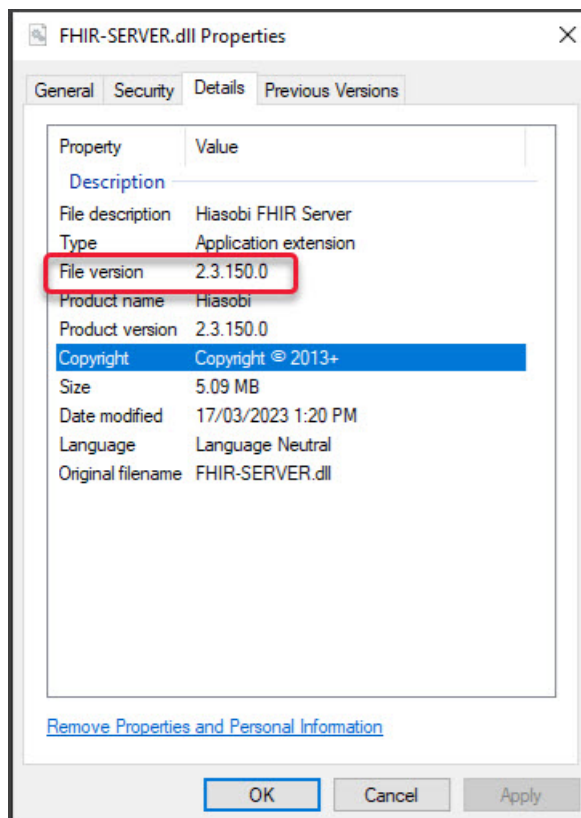 FHIR-SERVER.dll Properties
General Security Details Previous Versions
Property Value
Description
File description Hiasobi FHIR Server
Type Application extension
File version 2.3.150.0
Product name Hiasobi
Product version 2.3.150.0
Copyright Copyright © 2013+
Size 5.09 MB
Date modified 17/03/2023 1:20 PM
Language Language Neutral
Original filename FHIR-SERVER.dll
Remove Properties and Personal Information
OK Cancel Apply